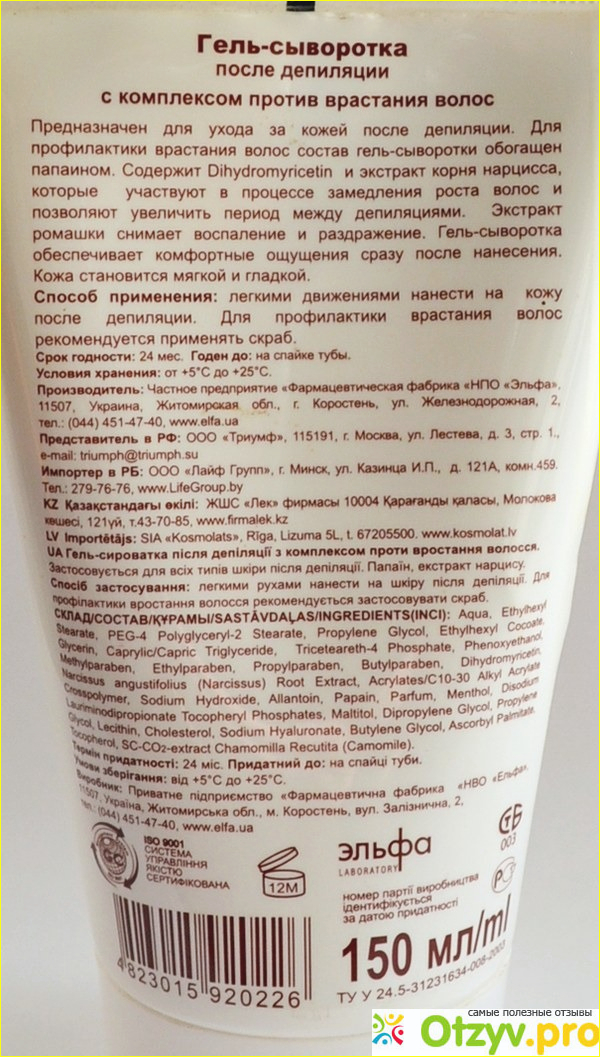 Гель-сыворотка
после депиляции
с комплексом против врастания волос
Предназначен для ухода за кожей после депиляции. Для
профилактики врастания волос состав гель-сыворотки обогащен
папаином. Содержит Dihydromyricetin и экстракт корня нарцисса,
которые участвуют в процессе замедления роста волос и
позволяют увеличить период между депиляциями. Экстракт
ромашки снимает воспаление и раздражение. Гель-сыворотка
обеспечивает комфортные ощущения сразу после нанесения.
Кожа становится мягкой и гладкой.
Способ применения: легкими движениями нанести на кожу
после депиляции. Для профилактики врастания волос
рекомендуется применять скраб.
Срок годности: 24 мес. Годен до: на спайке тубы.
Условия хранения: от +5°С до +25°С.
Производитель: Частное предприятие «Фармацевтическая фабрика «НПО «Эльфа»,
11507, Украина, Житомирская обл., г. Коростень, ул. Железнодорожная, 2,
тел.: (044) 451-47-40, www.elfa.ua
Представитель в РФ: ООО «Триумф», 115191, г. Москва, ул. Лестева, д. 3, стр. 1.,
e-mail: triumph@triumph.su
Импортер в РБ: ООО «Лайф Групп», г. Минск, ул. Казинца И.П., д. 121А, комн.459.
Тел.: 279-76-76, www.LifeGroup.by
KZ Қазақстандағы өкілі: ЖШС «Лек» фирмасы 10004 Қарағанды қаласы, Молокова
көшесі, 121үй, т.43-70-85, www.firmalek.kz
LV Importētājs: SIA «Kosmolats», Rīga, Lizuma 5L, t. 67205500. www.kosmolat.lv
UA Гель-сироватка після депіляції з комплексом проти вростання волосся.
Застосовується для всіх типів шкіри після депіляції. Папаїн, екстракт нарцису.
Спосіб застосування: легкими рухами нанести на шкіру після депіляції. Для
профілактики вростання волосся рекомендується застосовувати скраб.
СКЛАД/СОСТАВ/ҚҰРАМЫ/SASTĀVDAĻAS/INGREDIENTS(INCI): Aqua, Ethylhexyl
Stearate, PEG-4 Polyglyceryl-2 Stearate, Propylene Glycol, Ethylhexyl Cocoate,
Glycerin, Caprylic/Capric Triglyceride, Triceteareth-4 Phosphate, Phenoxyethanol,
Methylparaben, Ethylparaben, Propylparaben, Butylparaben, Dihydromyricetin,
Narcissus angustifolius (Narcissus) Root Extract, Acrylates/C10-30 Alkyl Acrylate
Crosspolymer, Sodium Hydroxide, Allantoin, Papain, Parfum, Menthol, Disodium
Lauriminodipropionate Tocopheryl Phosphates, Maltitol, Dipropylene Glycol, Propylene
Glycol, Lecithin, Cholesterol, Sodium Hyaluronate, Butylene Glycol, Ascorbyl Palmitate,
Tocopherol, SC-CO2-extract Chamomilla Recutita (Camomile).
Термін придатності: 24 міс. Придатний до: на спайці туби.
Умови зберігання: від +5°С до +25°С.
Виробник: Приватне підприємство «Фармацевтична фабрика «НВО «Ельфа»,
11507, Україна, Житомирська обл., м. Коростень, вул. Залізнична, 2,
тел.: (044) 451-47-40, www.elfa.ua
ISO 9001
СИСТЕМА
УПРАВЛІННЯ
ЯКІСТЮ
СЕРТИФІКОВАНА
12М
эльфа
LABORATORY
СТБ
003
номер партії виробництва
ідентифікується
за датою придатності
150 мл/ml
ТУ У 24.5-31231634-008-2003
4 823015 920226
самые полезные отзывы
Otzyv.pro